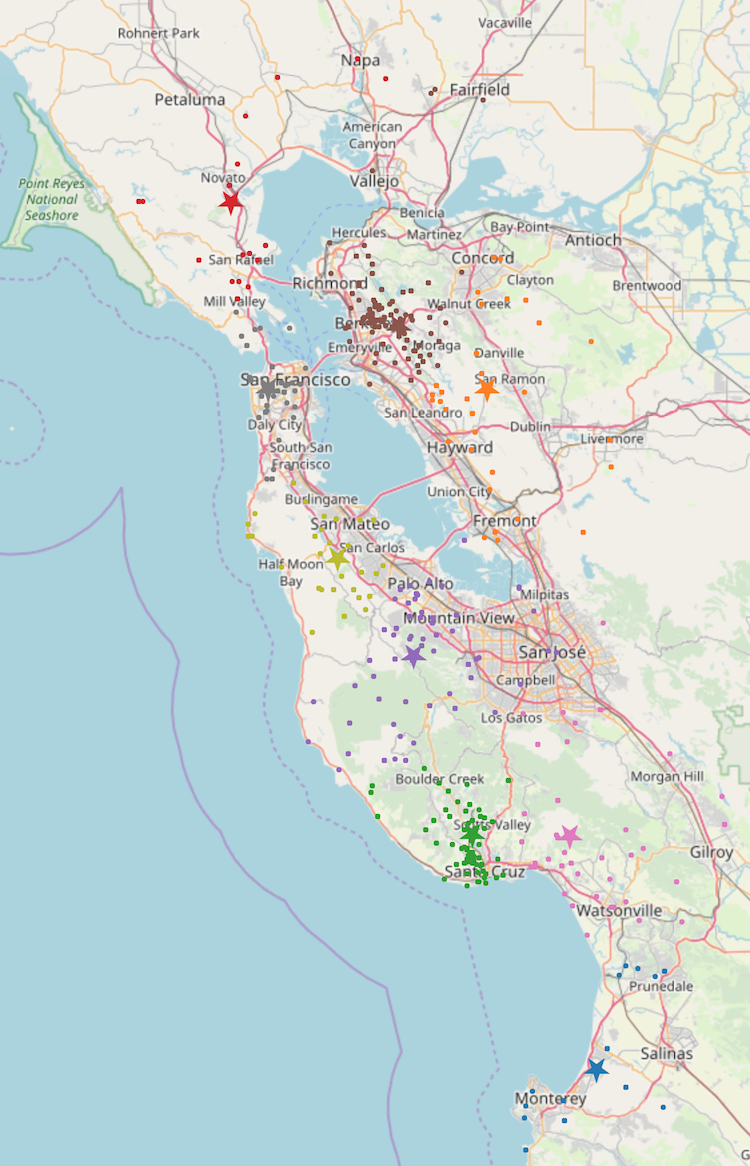 Vacaville
Rohnert Park
Napa
Fairfield
Petaluma
American
Canyon
Novato
Vallejo
Point Reyes
National
Seashore
Benicia
Hercules
Martinez
Bay Point
Antioch
San Rafael
Concord
Richmond
Clayton
Brentwood
Mill Valley
Walnut Creek
Ber
Emeryville
Moraga
Danville
San Francisco
San Ramon
San Leandro
Daly City
Dublin
Livermore
South San
Francisco
Hayward
Union City
Burlingame
San Mateo
Fremont
San Carlos
Half Moon
Bay
Palo Alto
Milpitas
Mountain View
San José
Campbell
Los Gatos
Boulder Creek
Morgan Hill
Scotts Valley
Gilroy
Santa Cruz
Watsonville
Prunedale
Salinas
Monterey
G